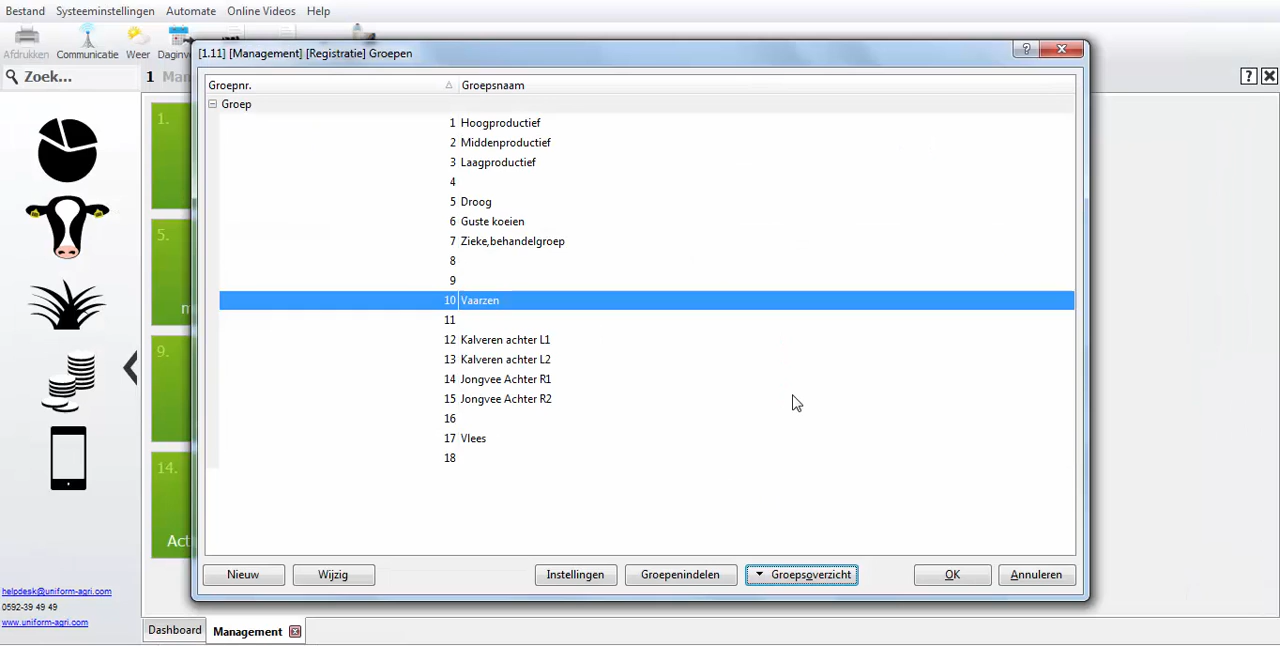 Bestand Systeeminstellingen Automate Online Videos Help
Afdrukken Communicatie Weer
Zoek... 1
[1.11] [Management] [Registratie] Groepen
Groepnr. Groepsnaam
Groep
1 Hoogproductief
2 Middenproductief
3 Laagproductief
4
5 Droog
6 Guste koeien
7 Zieke,behandelgroep
8
9
10 Vaarzen
11
12 Kalveren achter L1
13 Kalveren achter L2
14 Jongvee Achter R1
15 Jongvee Achter R2
16
17 Vlees
18
1.
5.
9.
14.
Nieuw Wijzig Instellingen Groepenindelen Groepsoverzicht OK Annuleren
helpdesk@uniform-agri.com
0592-39 49 49
www.uniform-agri.com
Dashboard Management